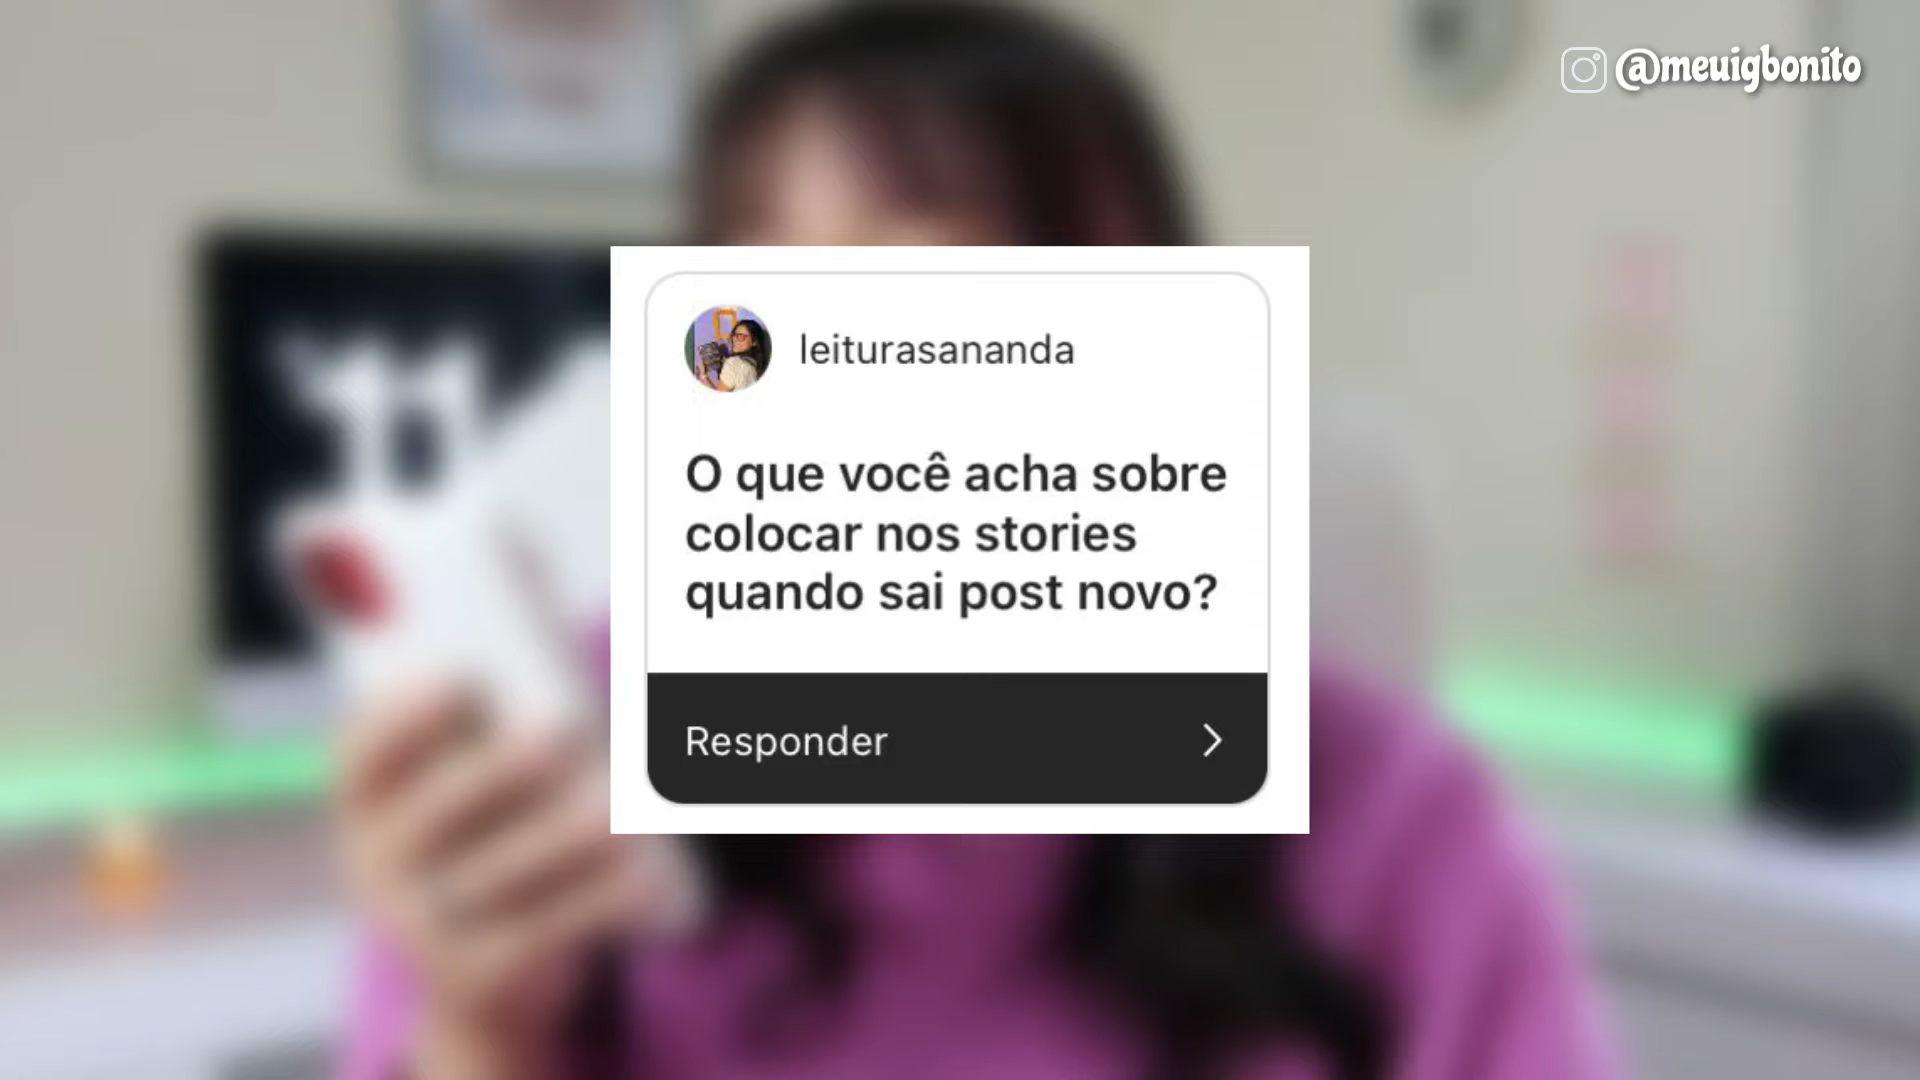 @meuigbonito
leiturasananda
O que você acha sobre
colocar nos stories
quando sai post novo?
Responder